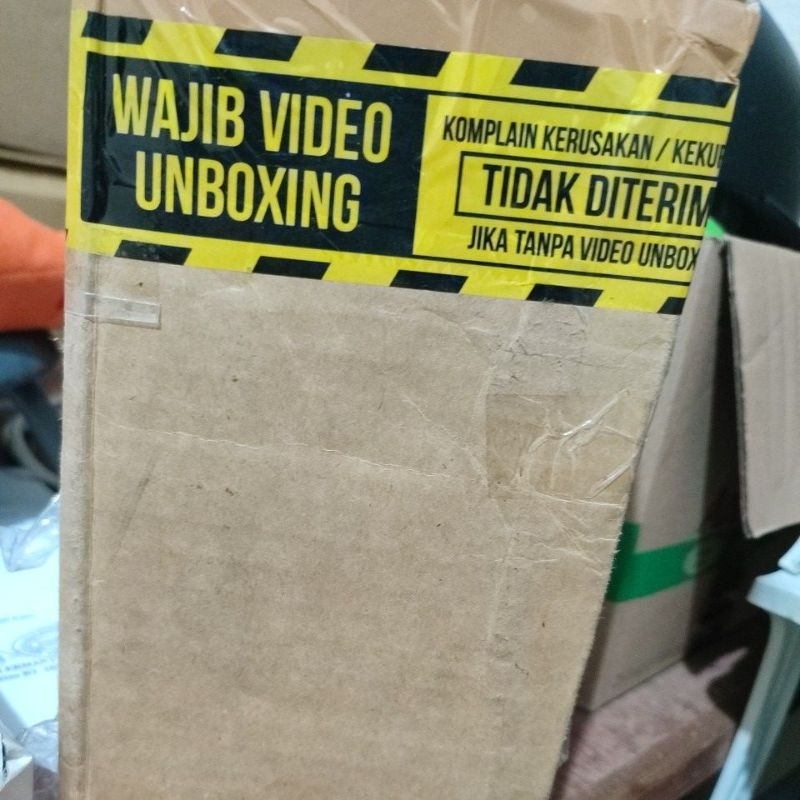 WAJIB VIDEO
UNBOXING
KOMPLAIN KERUSAKAN / KEKUR
TIDAK DITERIM
JIKA TANPA VIDEO UNBOX